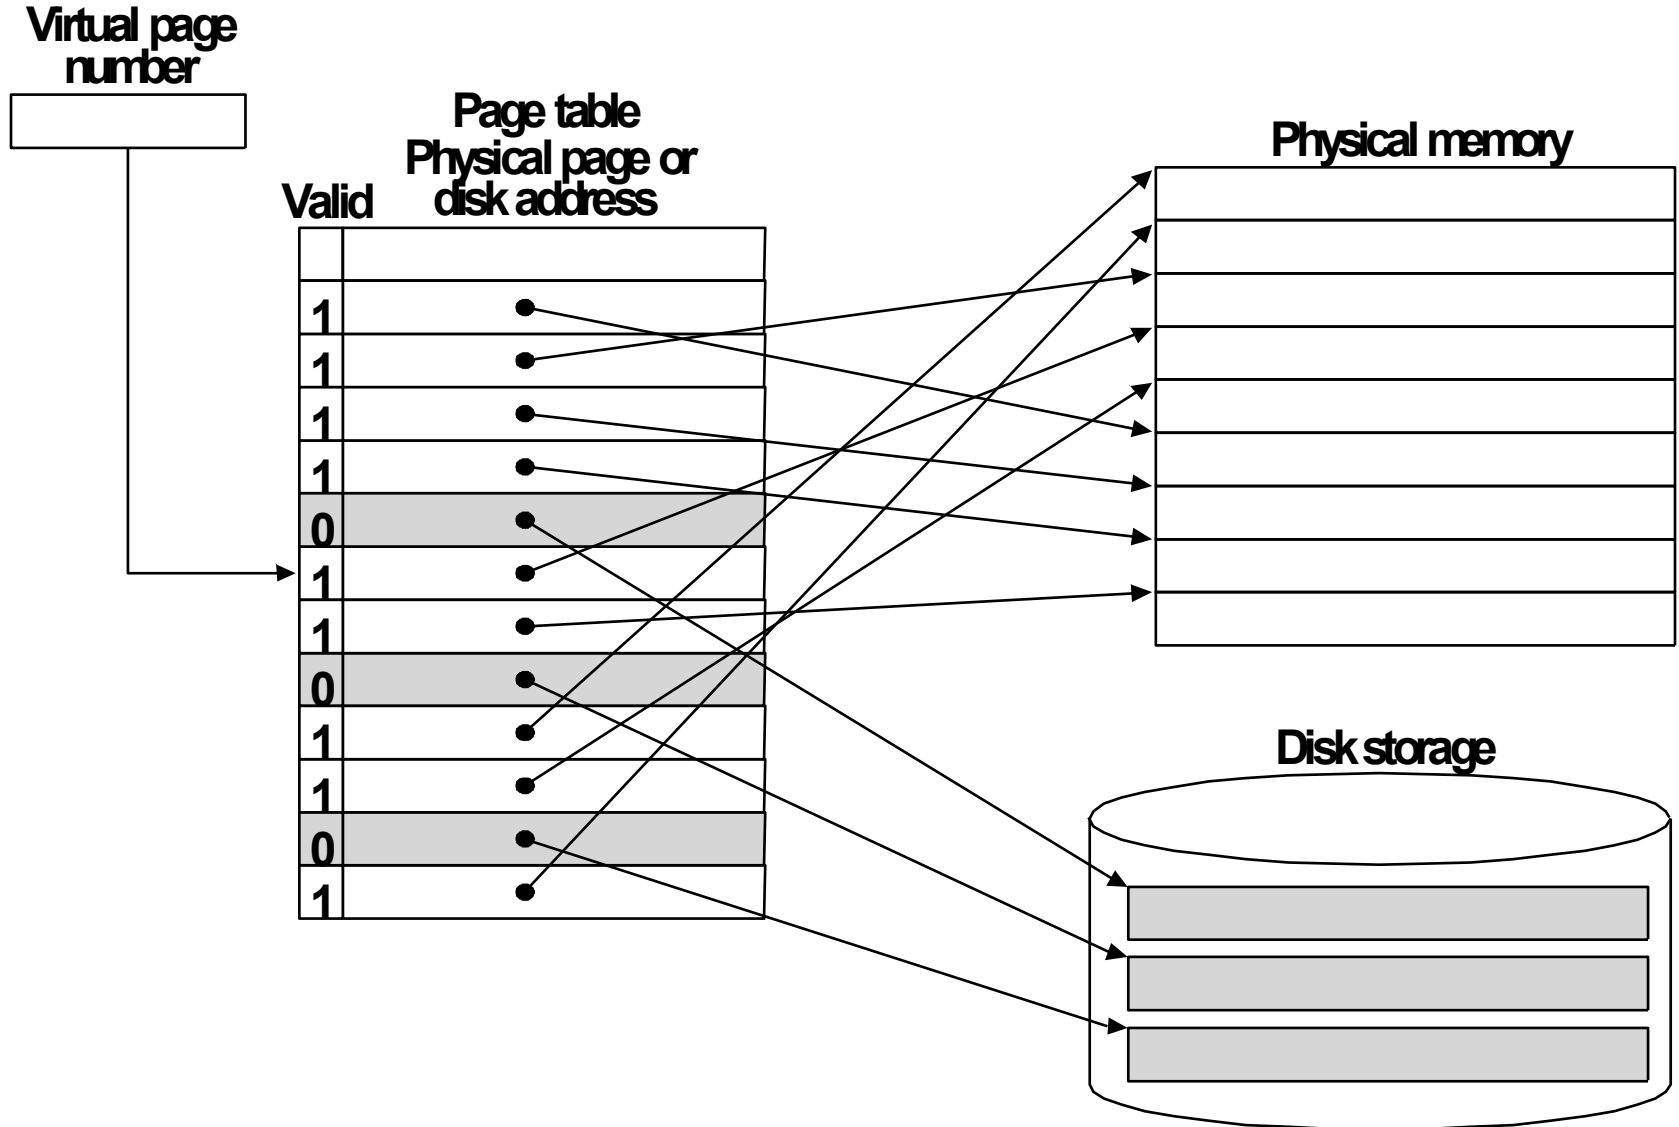 Virtual page
number
Page table
Physical page or
disk address
Valid
Physical memory
1
1
1
1
0
1
1
0
1
1
0
1
Disk storage